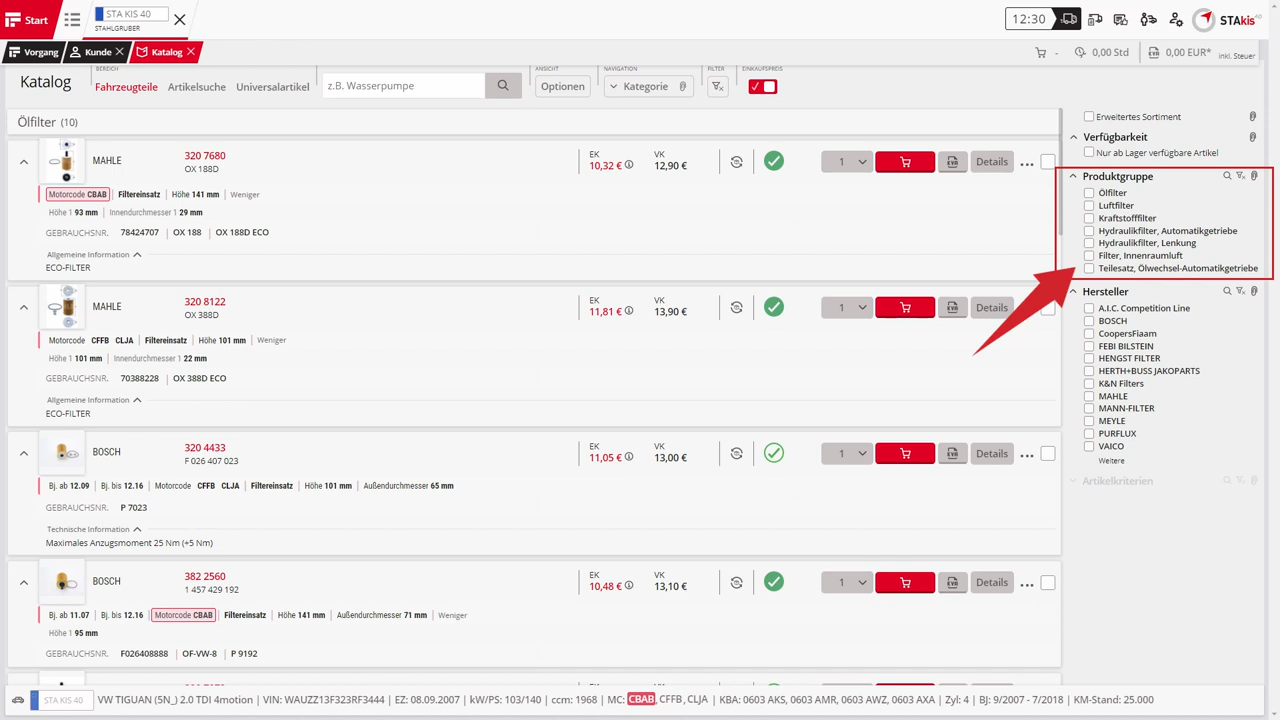 Start
STA KIS 40
STAHLGRUBER
12:30
STAkis 4.0
Vorgang
Kunde
Katalog
-
0,00 Std
0,00 EUR*
inkl. Steuer
Katalog
BEREICH
Fahrzeugteile
Artikelsuche
Universalartikel
z.B. Wasserpumpe
ANSICHT
Optionen
NAVIGATION
Kategorie
FILTER
EINKAUFSPREIS
Ölfilter (10)
MAHLE
320 7680
OX 188D
EK
10,32 €
VK
12,90 €
1
Details
Motorcode CBAB | Filtereinsatz | Höhe 141 mm | Weniger
Höhe 1 93 mm | Innendurchmesser 1 29 mm
GEBRAUCHSNR. 78424707 | OX 188 | OX 188D ECO
Allgemeine Information
ECO-FILTER
MAHLE
320 8122
OX 388D
EK
11,81 €
VK
13,90 €
1
Details
Motorcode CFFB CLJA | Filtereinsatz | Höhe 101 mm | Weniger
Höhe 1 101 mm | Innendurchmesser 1 22 mm
GEBRAUCHSNR. 70388228 | OX 388D ECO
Allgemeine Information
ECO-FILTER
BOSCH
320 4433
F 026 407 023
EK
11,05 €
VK
13,00 €
1
Details
Bj. ab 12.09 | Bj. bis 12.16 | Motorcode CFFB CLJA | Filtereinsatz | Höhe 101 mm | Außendurchmesser 65 mm
GEBRAUCHSNR. P 7023
Technische Information
Maximales Anzugsmoment 25 Nm (+5 Nm)
BOSCH
382 2560
1 457 429 192
EK
10,48 €
VK
13,10 €
1
Details
Bj. ab 11.07 | Bj. bis 12.16 | Motorcode CBAB | Filtereinsatz | Höhe 141 mm | Außendurchmesser 71 mm | Weniger
Höhe 1 95 mm
GEBRAUCHSNR. F026408888 | OF-VW-8 | P 9192
Erweitertes Sortiment
Verfügbarkeit
Nur ab Lager verfügbare Artikel
Produktgruppe
Ölfilter
Luftfilter
Kraftstofffilter
Hydraulikfilter, Automatikgetriebe
Hydraulikfilter, Lenkung
Filter, Innenraumluft
Teilesatz, Ölwechsel-Automatikgetriebe
Hersteller
A.I.C. Competition Line
BOSCH
CoopersFiaam
FEBI BILSTEIN
HENGST FILTER
HERTH+BUSS JAKOPARTS
K&N Filters
MAHLE
MANN-FILTER
MEYLE
PURFLUX
VAICO
Weitere
Artikelkriterien
STA KIS 40
VW TIGUAN (5N_) 2.0 TDI 4motion | VIN: WAUZZ13F323RF3444 | EZ: 08.09.2007 | kW/PS: 103/140 | ccm: 1968 | MC: CBAB, CFFB, CLJA | KBA: 0603 AKS, 0603 AMR, 0603 AWZ, 0603 AXA | Zyl: 4 | BJ: 9/2007 - 7/2018 | KM-Stand: 25.000